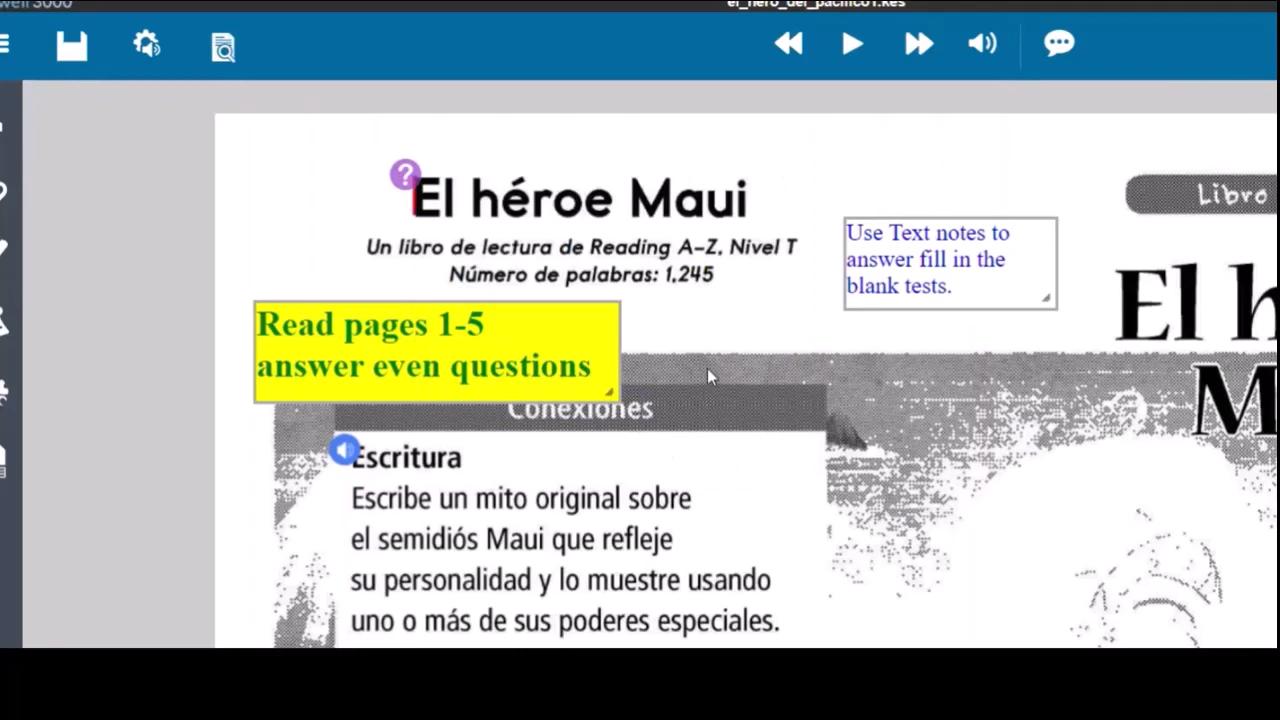 3000
el_hero_del_pacifico1.kes
El héroe Maui
Un libro de lectura de Reading A–Z, Nivel T
Número de palabras: 1,245
Use Text notes to
answer fill in the
blank tests.
Libro
El h
M
Read pages 1-5
answer even questions
Conexiones
Escritura
Escribe un mito original sobre
el semidiós Maui que refleje
su personalidad y lo muestre usando
uno o más de sus poderes especiales.